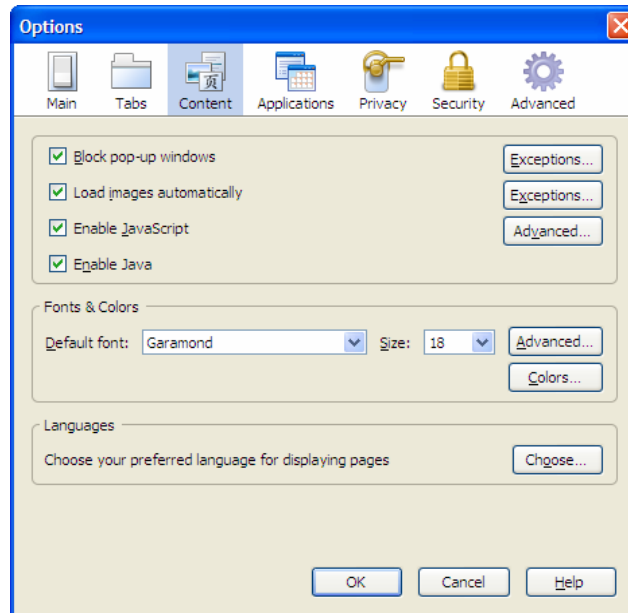 Options
Main Tabs Content Applications Privacy Security Advanced
页
Block pop-up windows Exceptions...
Load images automatically Exceptions...
Enable JavaScript Advanced...
Enable Java
Fonts & Colors
Default font: Garamond Size: 18 Advanced...
Colors...
Languages
Choose your preferred language for displaying pages Choose...
OK Cancel Help